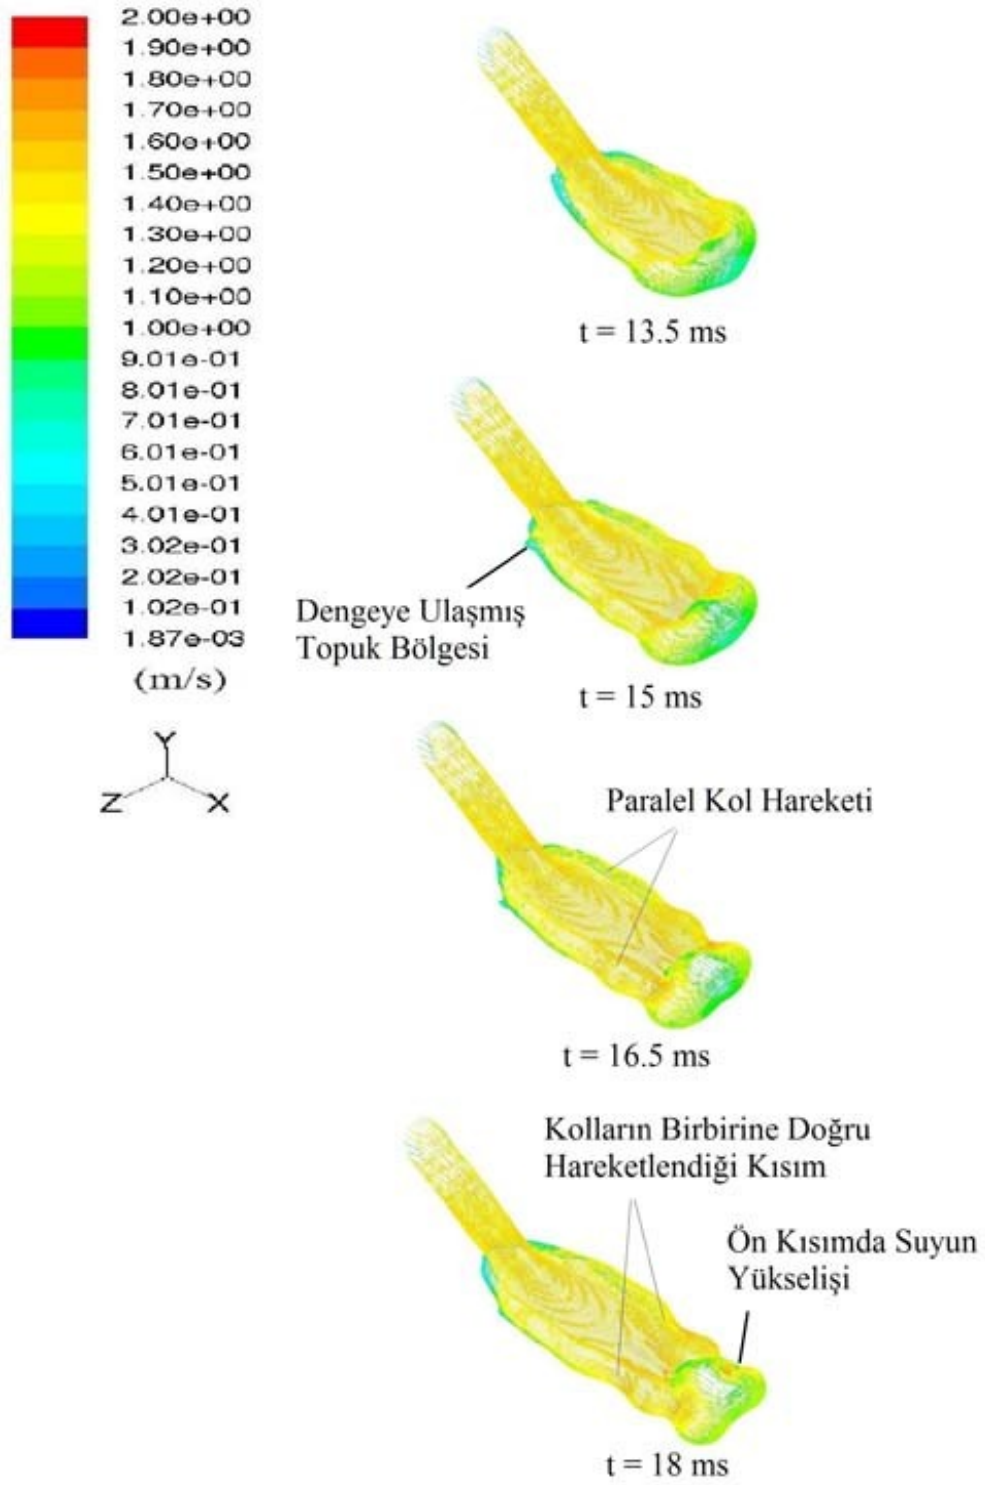 2.00e+00
1.90e+00
1.80e+00
1.70e+00
1.60e+00
1.50e+00
1.40e+00
1.30e+00
1.20e+00
1.10e+00
1.00e+00
9.01e-01
8.01e-01
7.01e-01
6.01e-01
5.01e-01
4.01e-01
3.02e-01
2.02e-01
1.02e-01
1.87e-03
(m/s)
Y
Z
X
t = 13.5 ms
Dengeye Ulaşmış
Topuk Bölgesi
t = 15 ms
Paralel Kol Hareketi
t = 16.5 ms
Kolların Birbirine Doğru
Hareketlendiği Kısım
Ön Kısımda Suyun
Yükselişi
t = 18 ms